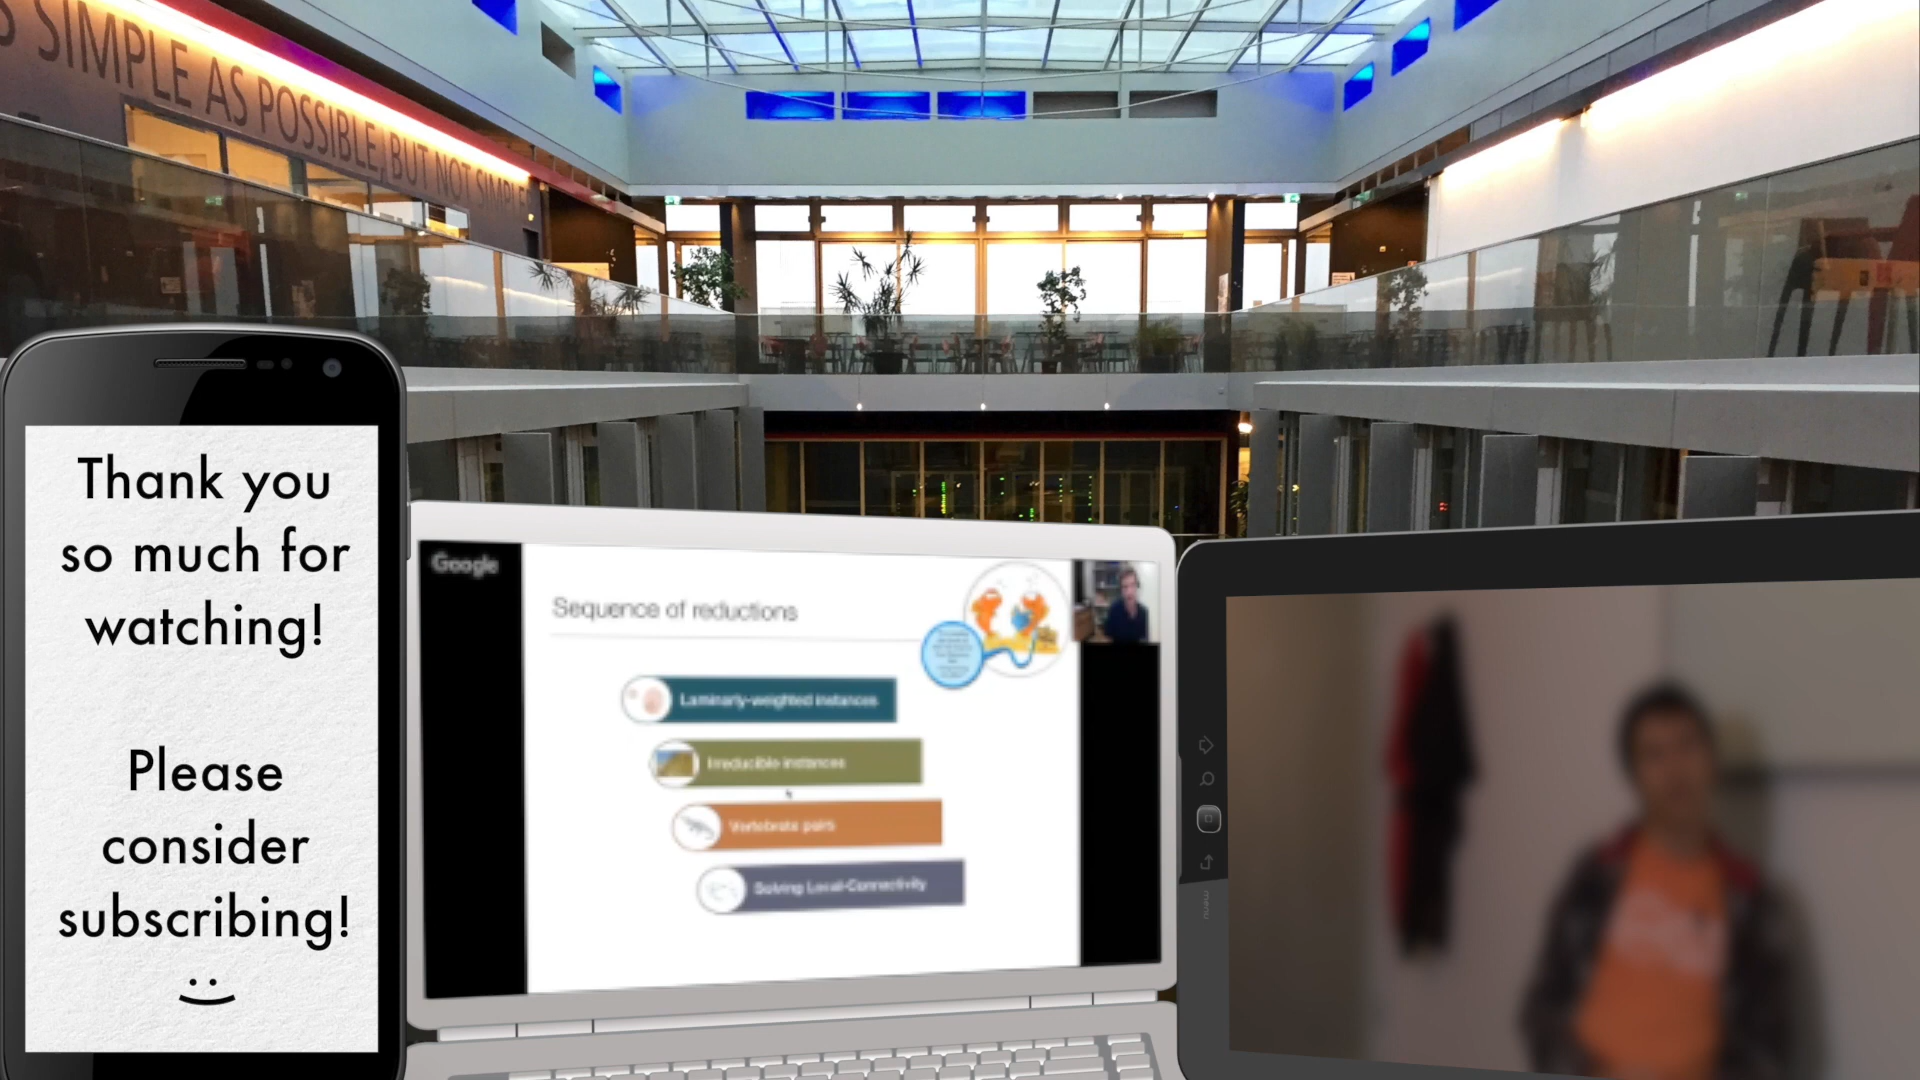 S SIMPLE AS POSSIBLE, BUT NOT SIMPLE
Thank you
so much for
watching!
Please
consider
subscribing!
Google
Sequence of reductions
Laminarly-weighted instances
Irreducible instances
Vertebrate pairs
Solving Local-Connectivity
menu